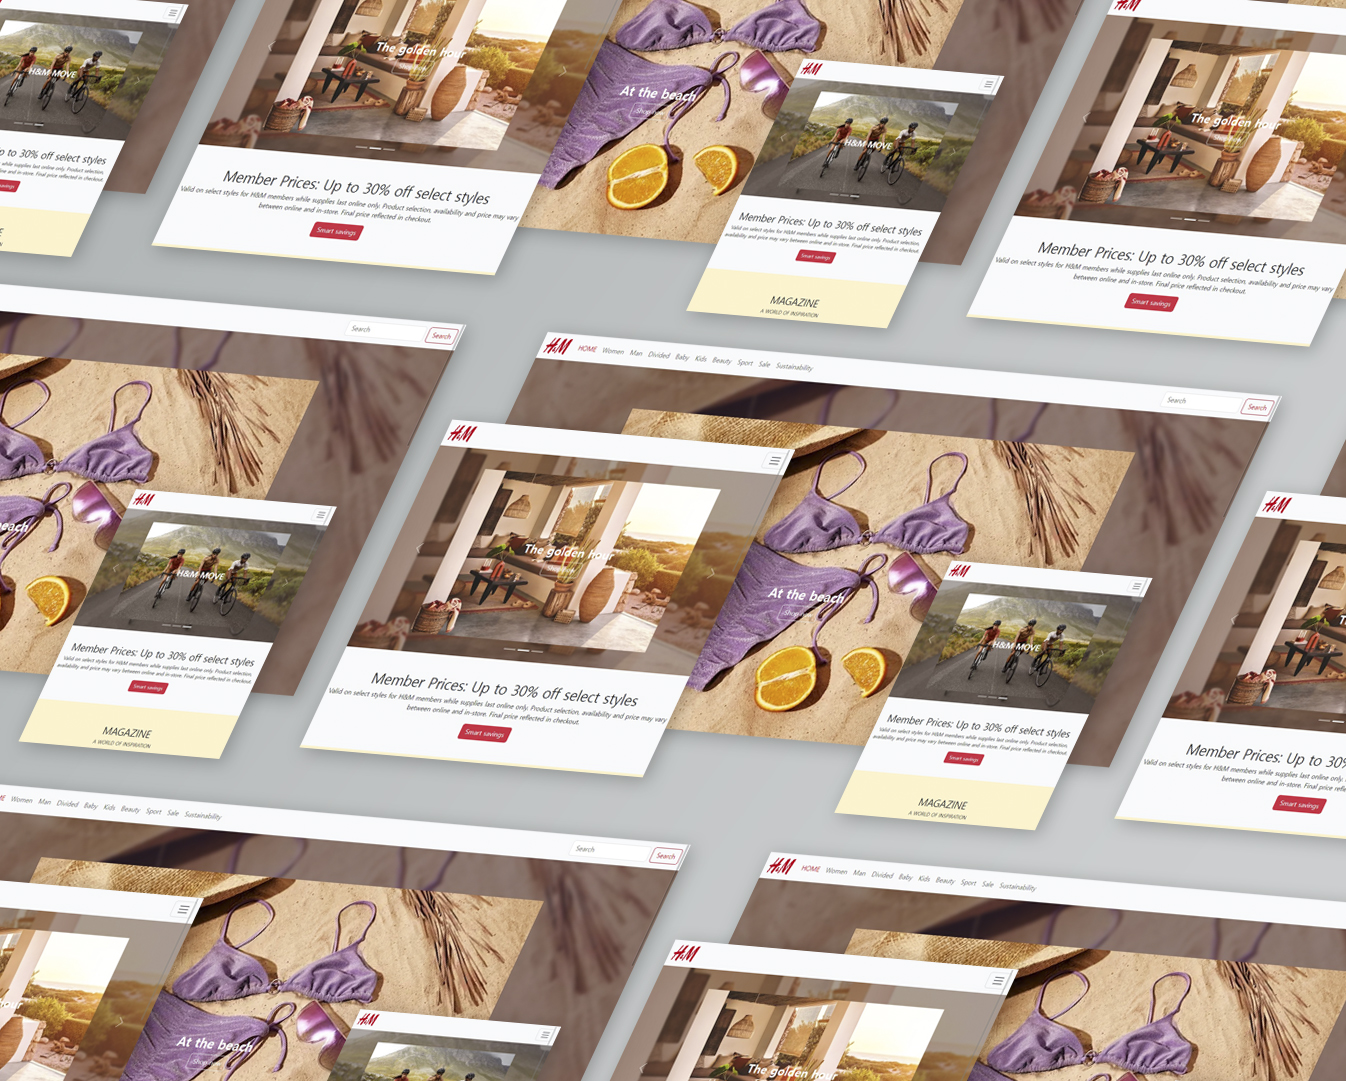 H&M MOVE
p to 30% off select styles
The golden hour
Member Prices: Up to 30% off select styles
Valid on select styles for H&M members while supplies last online only. Product selection, availability and price may vary
between online and in-store. Final price reflected in checkout.
Smart savings
At the beach
H&M
H&M MOVE
Member Prices: Up to 30% off select styles
Valid on select styles for H&M members while supplies last online only. Product selection,
availability and price may vary between online and in-store. Final price reflected in checkout.
Smart savings
MAGAZINE
A WORLD OF INSPIRATION
H&M
The golden hour
Member Prices: Up to 30% off select styles
Valid on select styles for H&M members while supplies last online only. Product selection, availability and price may vary
between online and in-store. Final price reflected in checkout.
Smart savings
Search
Search
each
H&M
H&M MOVE
Member Prices: Up to 30% off select styles
Valid on select styles for H&M members while supplies last online only. Product selection,
availability and price may vary between online and in-store. Final price reflected in checkout.
Smart savings
MAGAZINE
A WORLD OF INSPIRATION
H&M HOME Women Man Divided Baby Kids Beauty Sport Sale Sustainability
Search Search
H&M
The golden hour
Member Prices: Up to 30% off select styles
Valid on select styles for H&M members while supplies last online only. Product selection, availability and price may vary
between online and in-store. Final price reflected in checkout.
Smart savings
At the beach
Shop now
H&M
H&M MOVE
Member Prices: Up to 30% off select styles
Valid on select styles for H&M members while supplies last online only. Product selection,
availability and price may vary between online and in-store. Final price reflected in checkout.
Smart savings
MAGAZINE
A WORLD OF INSPIRATION
H&M
Member Prices: Up to 30%
Valid on select styles for H&M members while supplies last online only. Product se
between online and in-store. Final price refle
Smart savings
Women Man Divided Baby Kids Beauty Sport Sale Sustainability
Search Search
At the beach
H&M
H&M HOME Women Man Divided Baby Kids Beauty Sport Sale Sustainability
H&M
The golden hour